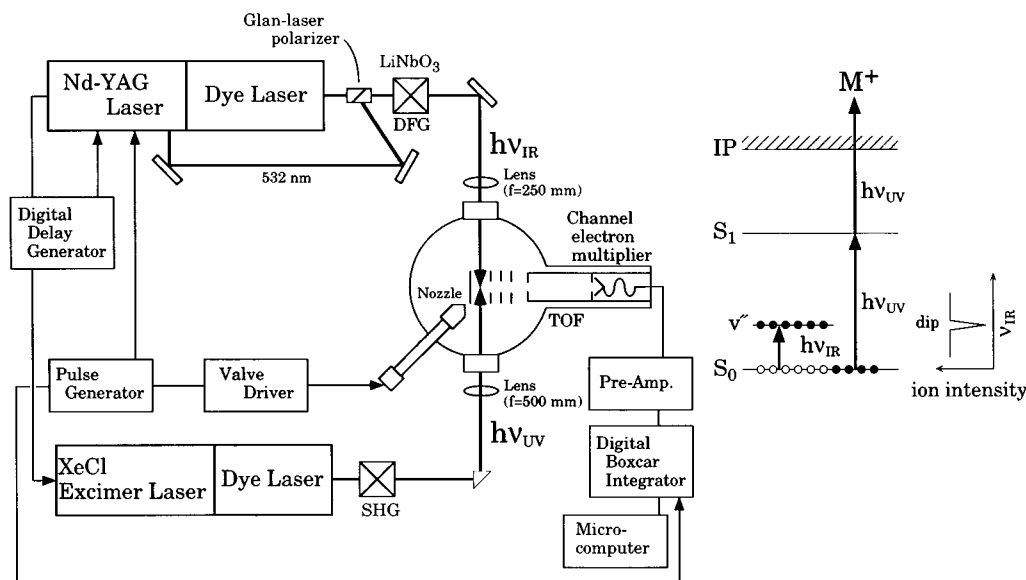 Glan-laser
polarizer
LiNbO3
Nd-YAG
Laser
Dye Laser
DFG
532 nm
hνIR
Lens
(f=250 mm)
Digital
Delay
Generator
Channel
electron
multiplier
Nozzle
TOF
Pulse
Generator
Valve
Driver
Lens
(f=500 mm)
Pre-Amp.
hνUV
XeCl
Excimer Laser
Dye Laser
SHG
Digital
Boxcar
Integrator
Micro-
computer
M+
IP
hνUV
S1
hνUV
v″
hνIR
S0
dip
νIR
ion intensity